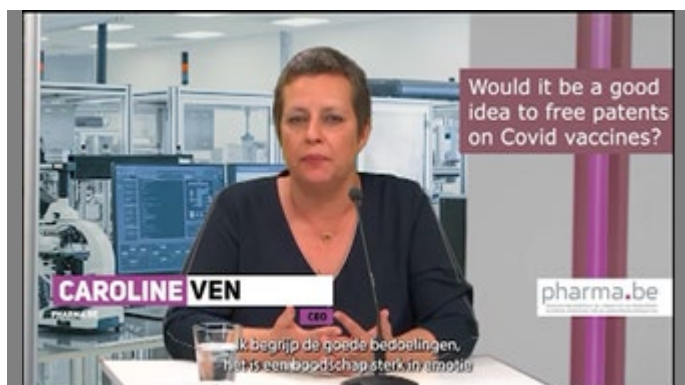 Would it be a good
idea to free patents
on Covid vaccines?
CAROLINE VEN
PHARMA.BE
CEO
pharma.be
Ik begrijp de goede bedoelingen,
het is een boodschap sterk in emotie